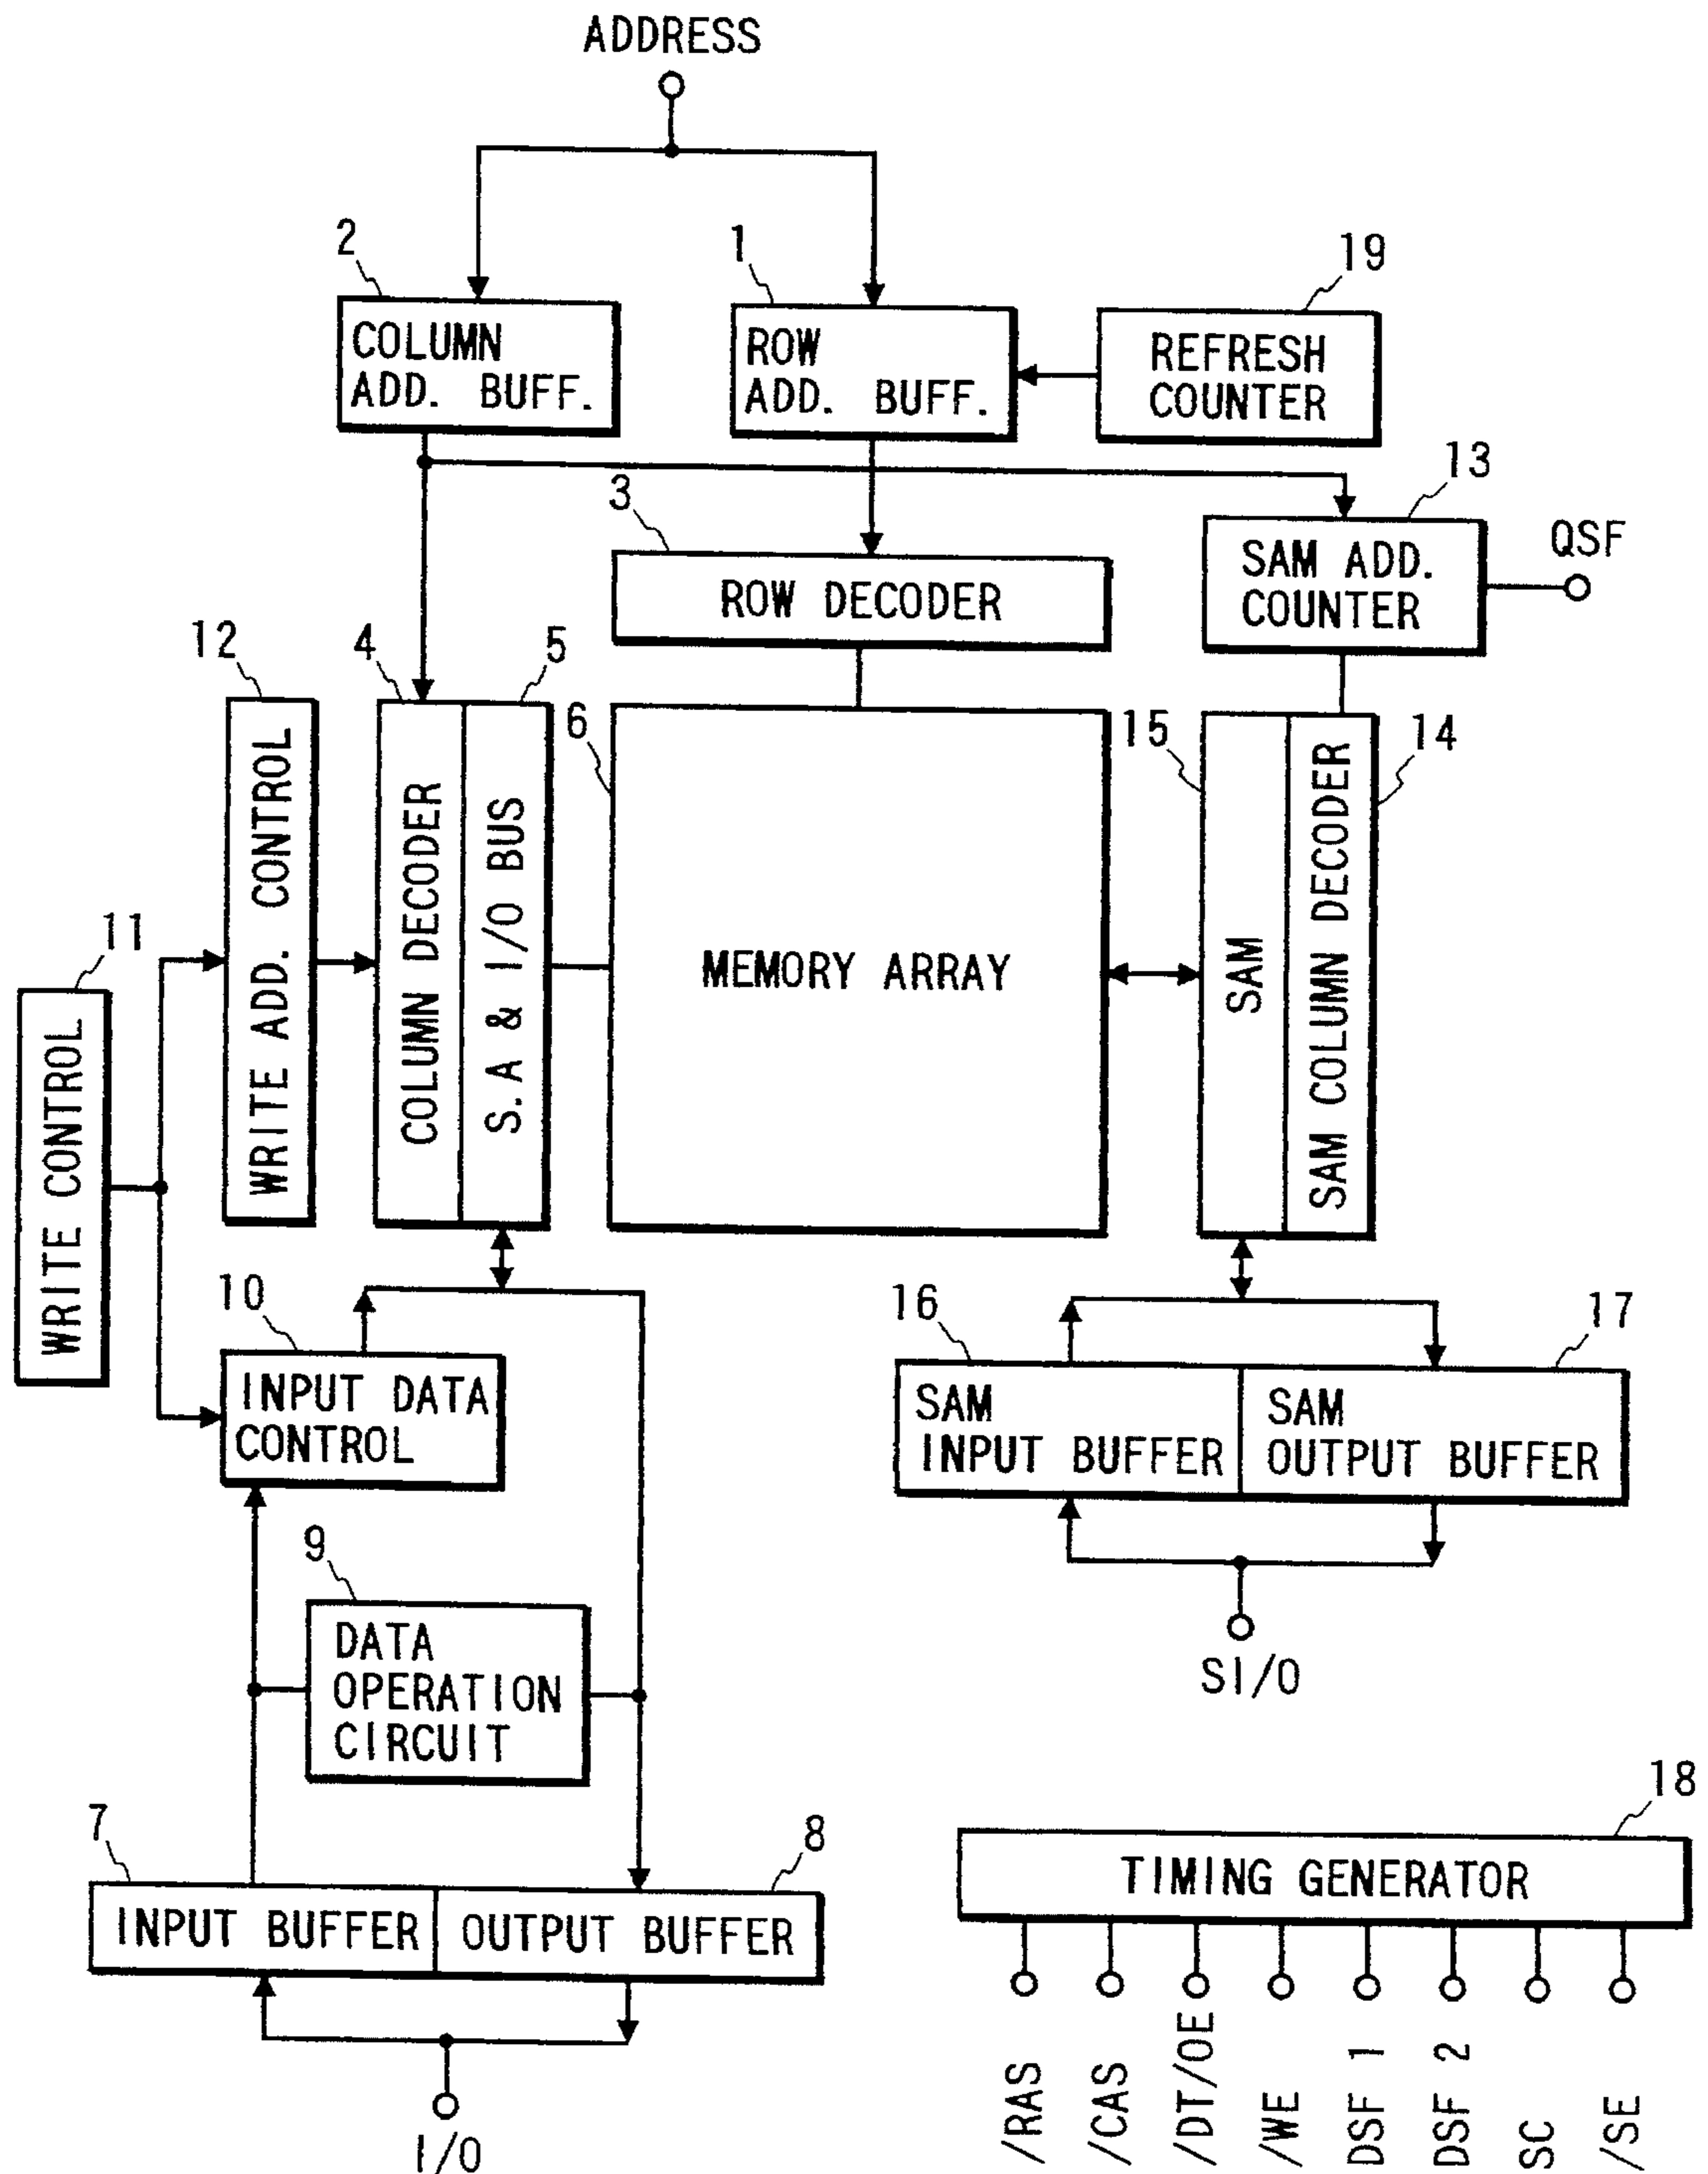 ADDRESS
2
1
19
COLUMN
ADD. BUFF.
ROW
ADD. BUFF.
REFRESH
COUNTER
3
13
ROW DECODER
SAM ADD.
COUNTER
QSF
12
4
5
6
15
14
WRITE ADD. CONTROL
COLUMN DECODER
S.A & I/O BUS
MEMORY ARRAY
SAM
SAM COLUMN DECODER
11
WRITE CONTROL
10
INPUT DATA
CONTROL
16
17
SAM
INPUT BUFFER
SAM
OUTPUT BUFFER
9
DATA
OPERATION
CIRCUIT
SI/O
7
8
INPUT BUFFER
OUTPUT BUFFER
I/O
18
TIMING GENERATOR
/RAS
/CAS
/DT/OE
/WE
DSF 1
DSF 2
SC
/SE